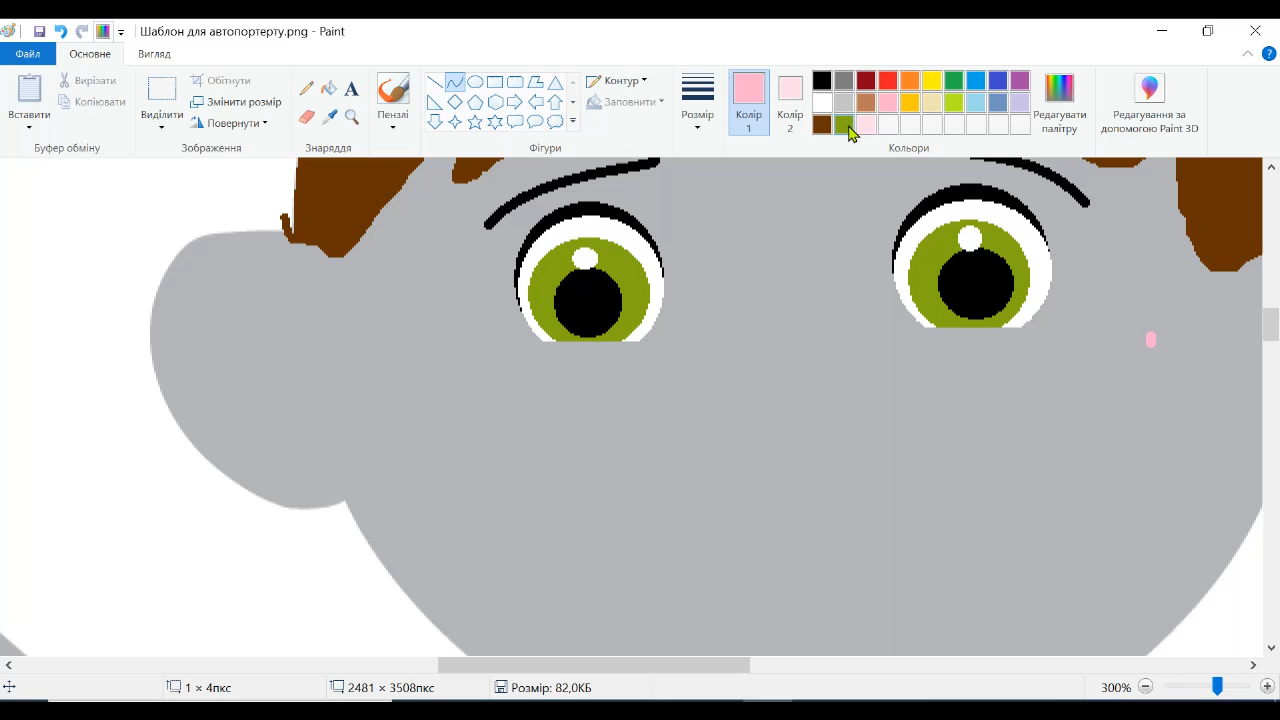 Шаблон для автопортерту.png - Paint
Файл Основне Вигляд
Вставити
Вирізати
Копіювати
Буфер обміну
Виділити
Обітнути
Змінити розмір
Повернути
Зображення
A
Знаряддя
Пензлі
Контур
Заповнити
Фігури
Розмір
Колір
1
Колір
2
Кольори
Редагувати
палітру
Редагування за
допомогою Paint 3D
1 × 4пкс
2481 × 3508пкс
Розмір: 82,0КБ
300%